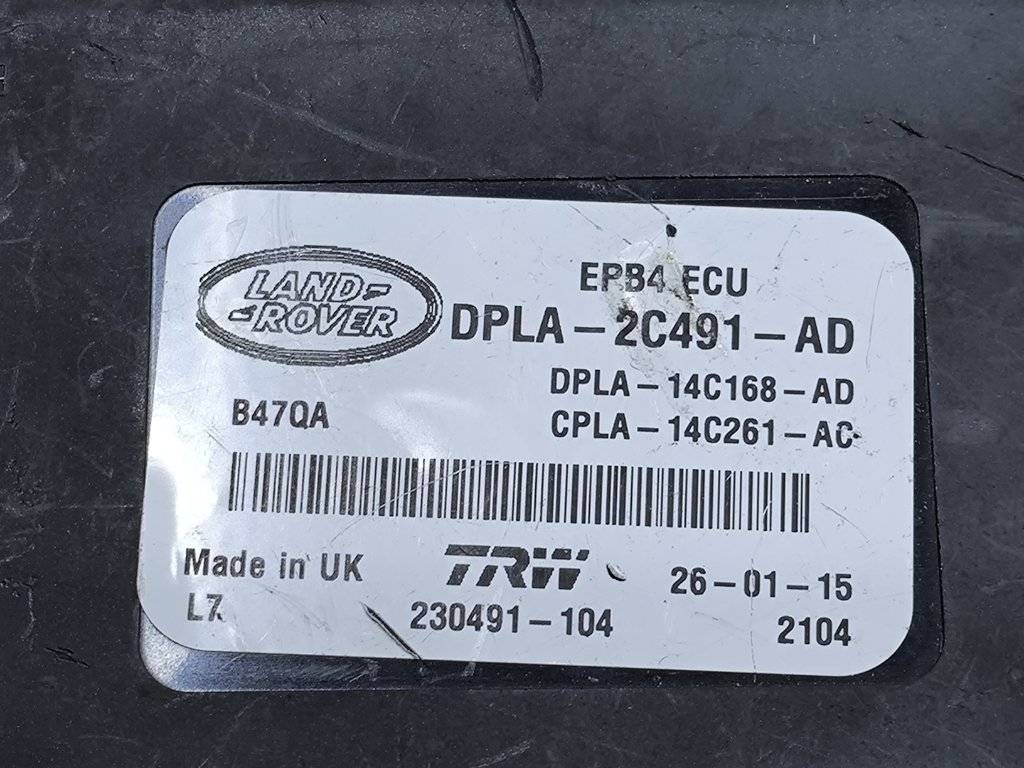 LAND-
-ROVER
EPB4 ECU
DPLA-2C491-AD
DPLA-14C168-AD
B47QA
CPLA-14C261-AC
Made in UK
TRW
26-01-15
L7
230491-104
2104